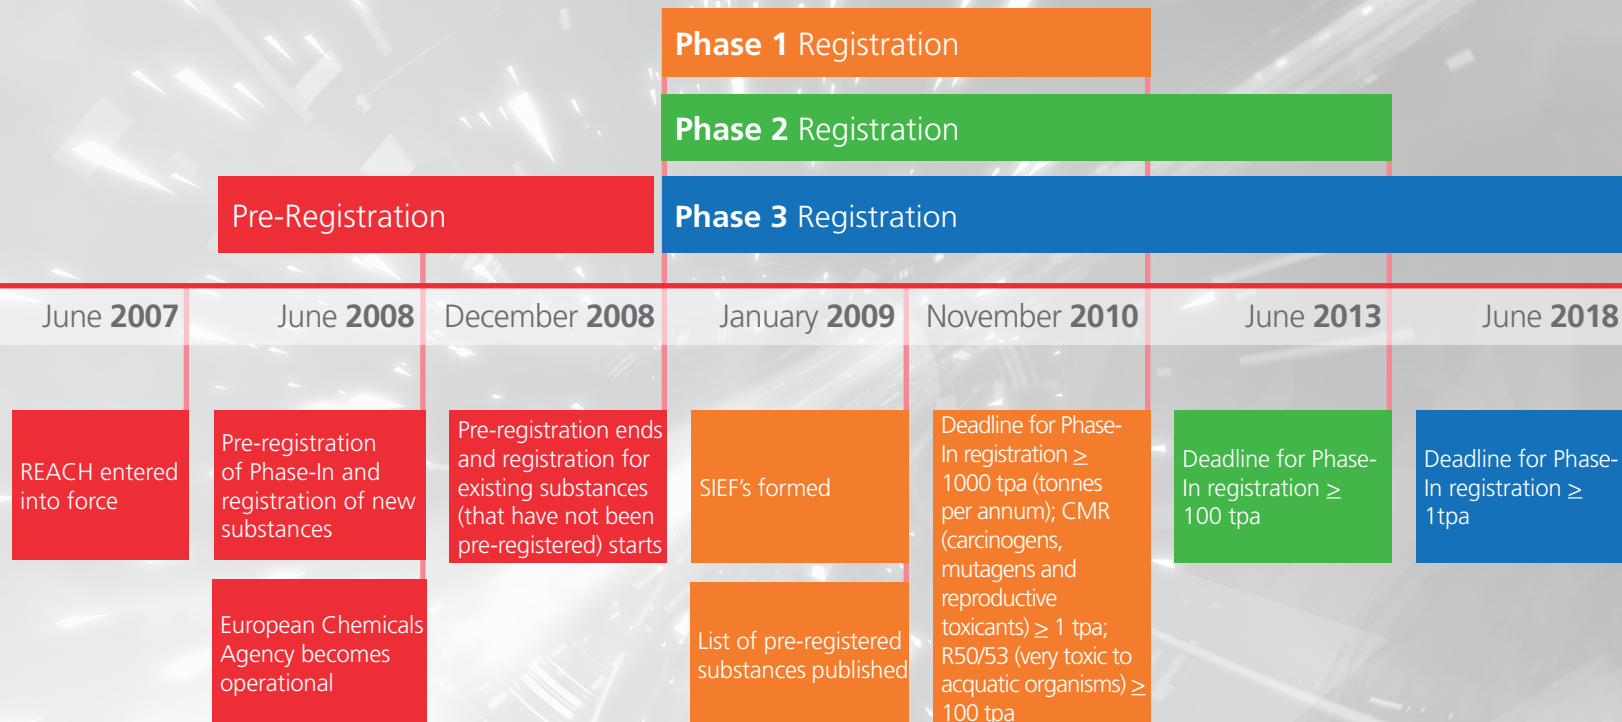 Phase 1 Registration
Phase 2 Registration
Pre-Registration
Phase 3 Registration
June 2007
June 2008
December 2008
January 2009
November 2010
June 2013
June 2018
REACH entered
into force
Pre-registration
of Phase-In and
registration of new
substances
European Chemicals
Agency becomes
operational
Pre-registration ends
and registration for
existing substances
(that have not been
pre-registered) starts
SIEF's formed
List of pre-registered
substances published
Deadline for Phase-
In registration ≥
1000 tpa (tonnes
per annum); CMR
(carcinogens,
mutagens and
reproductive
toxicants) ≥ 1 tpa;
R50/53 (very toxic to
acquatic organisms) ≥
100 tpa
Deadline for Phase-
In registration ≥
100 tpa
Deadline for Phase-
In registration ≥
1tpa